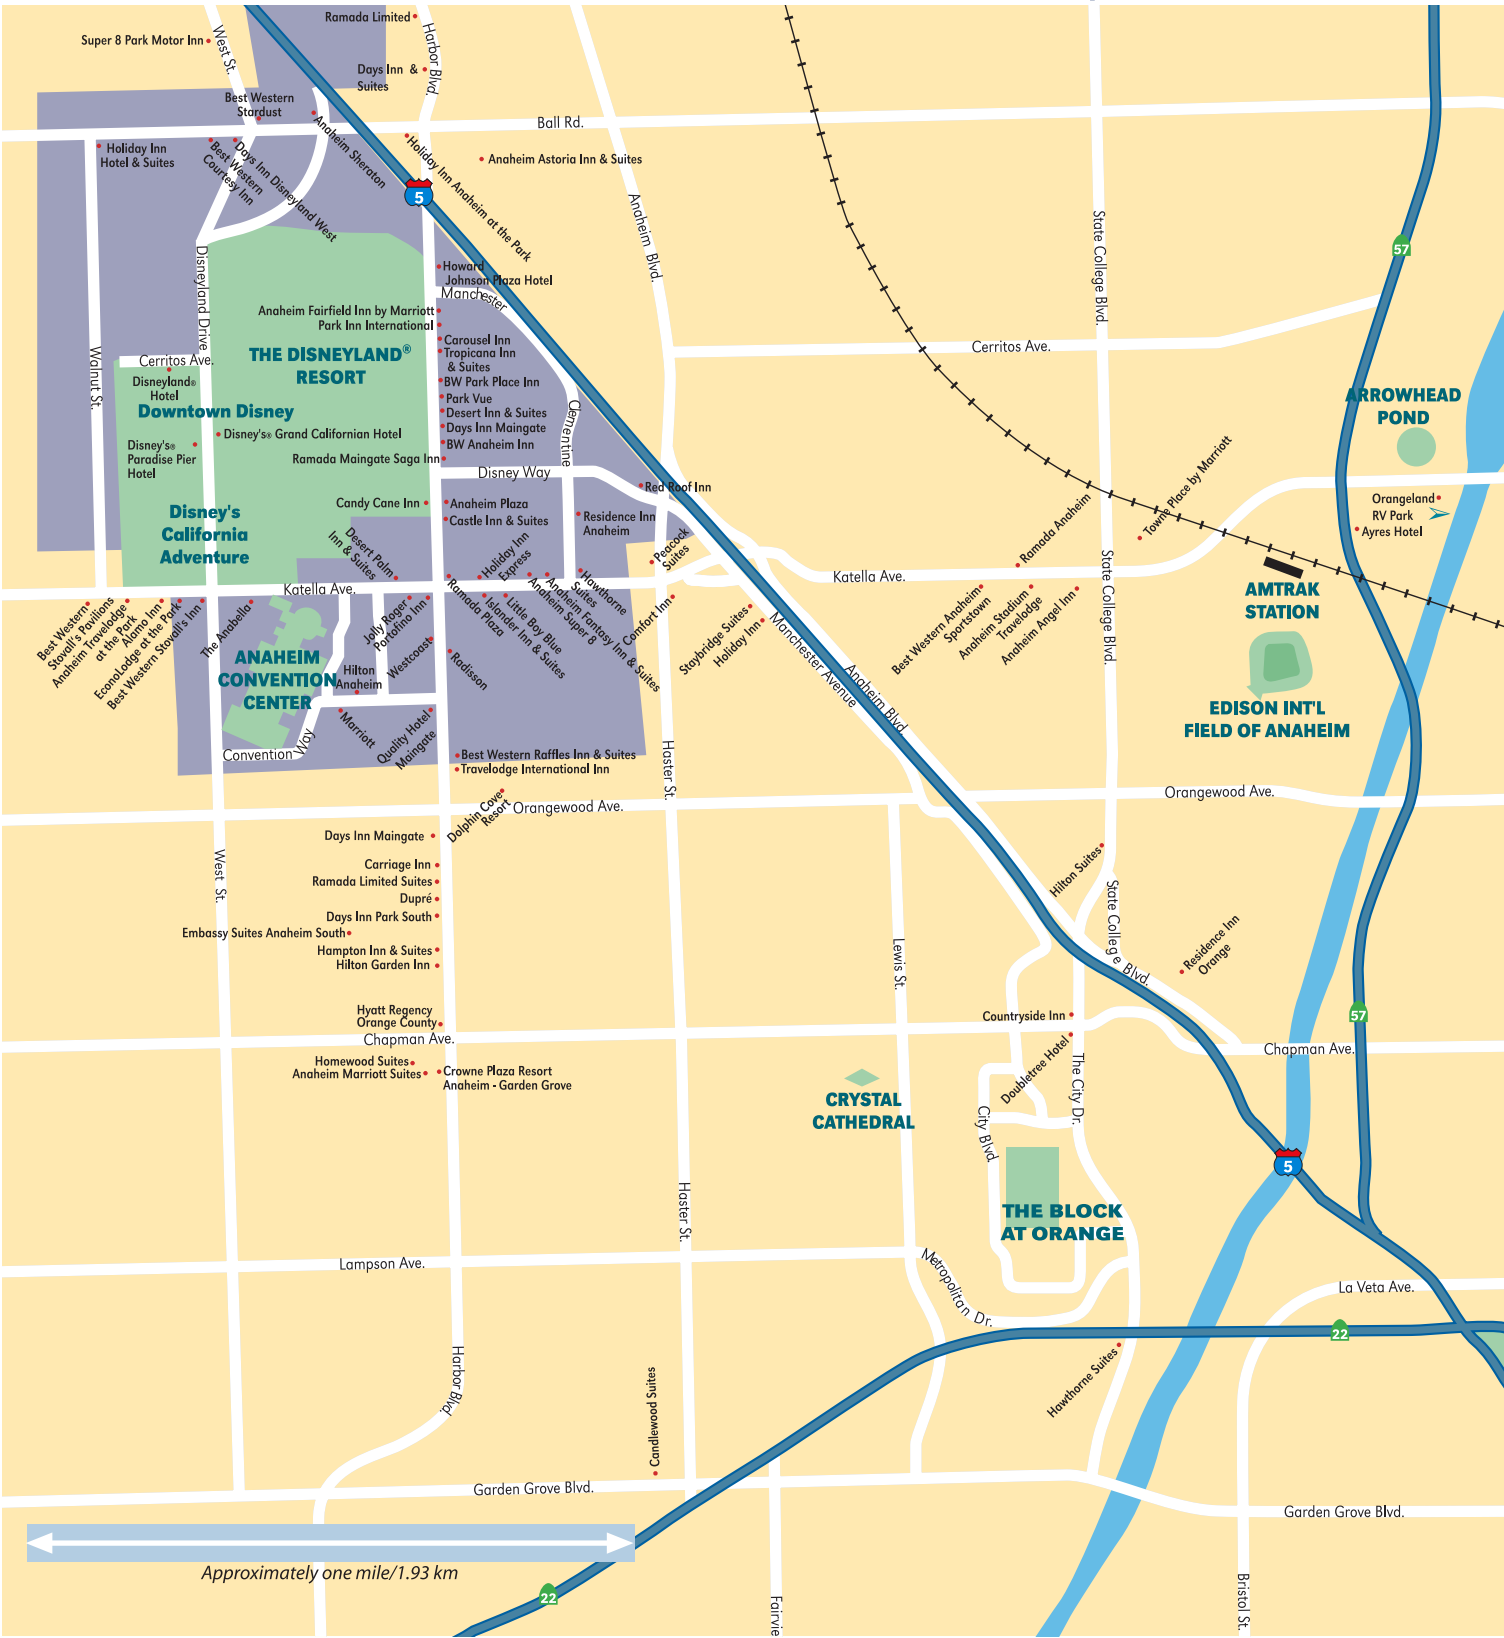 Ramada Limited
Super 8 Park Motor Inn
West St.
Harbor Blvd.
Days Inn &
Suites
Best Western
Stardust
Ball Rd.
Anaheim Sheraton
Holiday Inn
Hotel & Suites
Best Western
Courtesy Inn
Days Inn Disneyland West
Holiday Inn Anaheim at the Park
Anaheim Astoria Inn & Suites
5
Anaheim Blvd.
State College Blvd.
57
Disneyland Drive
Howard
Johnson Plaza Hotel
Manchester
Anaheim Fairfield Inn by Marriott
Park Inn International
Carousel Inn
Tropicana Inn
& Suites
BW Park Place Inn
Park Vue
Desert Inn & Suites
Days Inn Maingate
BW Anaheim Inn
Ramada Maingate Saga Inn
THE DISNEYLAND®
RESORT
Cerritos Ave.
Cerritos Ave.
Walnut St.
Disneyland®
Hotel
Downtown Disney
Disney's® Grand Californian Hotel
Disney's®
Paradise Pier
Hotel
Clementine
ARROWHEAD
POND
Disney Way
Red Roof Inn
Candy Cane Inn
Anaheim Plaza
Castle Inn & Suites
Residence Inn
Anaheim
Disney's
California
Adventure
Desert Palm
Inn & Suites
Holiday Inn
Express
Peacock
Suites
Ramada Anaheim
Towne Place by Marriott
Orangeland
RV Park
Ayres Hotel
Katella Ave.
Katella Ave.
State College Blvd.
AMTRAK
STATION
Best Western
Stovall's Pavilions
Anaheim Travelodge
at the Park
Alamo Inn
EconoLodge at the Park
Best Western Stovall's Inn
The Anabella
Jolly Roger
Portofino Inn
Westcoast
Ramada
Plaza
Islander Inn & Suites
Little Boy Blue
Anaheim Super 8
Anaheim Fantasy Inn & Suites
Hawthorne
Suites
Comfort Inn
Staybridge Suites
Holiday Inn
Best Western Anaheim
Sportstown
Anaheim Stadium
Travelodge
Anaheim Angel Inn
ANAHEIM
CONVENTION
CENTER
Hilton
Anaheim
Radisson
Marriott
Quality Hotel
Maingate
Manchester Avenue
Anaheim Blvd.
EDISON INT'L
FIELD OF ANAHEIM
Convention Way
Best Western Raffles Inn & Suites
Travelodge International Inn
Haster St.
Dolphin Cove
Resort
Orangewood Ave.
Orangewood Ave.
Days Inn Maingate
West St.
Carriage Inn
Ramada Limited Suites
Dupré
Days Inn Park South
Embassy Suites Anaheim South
Hampton Inn & Suites
Hilton Garden Inn
Hilton Suites
State College Blvd.
Residence Inn
Orange
Lewis St.
Hyatt Regency
Orange County
Chapman Ave.
Countryside Inn
57
Chapman Ave.
Homewood Suites
Anaheim Marriott Suites
Crowne Plaza Resort
Anaheim - Garden Grove
Doubletree Hotel
The City Dr.
City Blvd
CRYSTAL
CATHEDRAL
5
Haster St.
THE BLOCK
AT ORANGE
Lampson Ave.
Metropolitan Dr.
La Veta Ave.
22
Harbor Blvd.
Hawthorne Suites
Candlewood Suites
Garden Grove Blvd.
Garden Grove Blvd.
Approximately one mile/1.93 km
22
Fairvie
Bristol St.